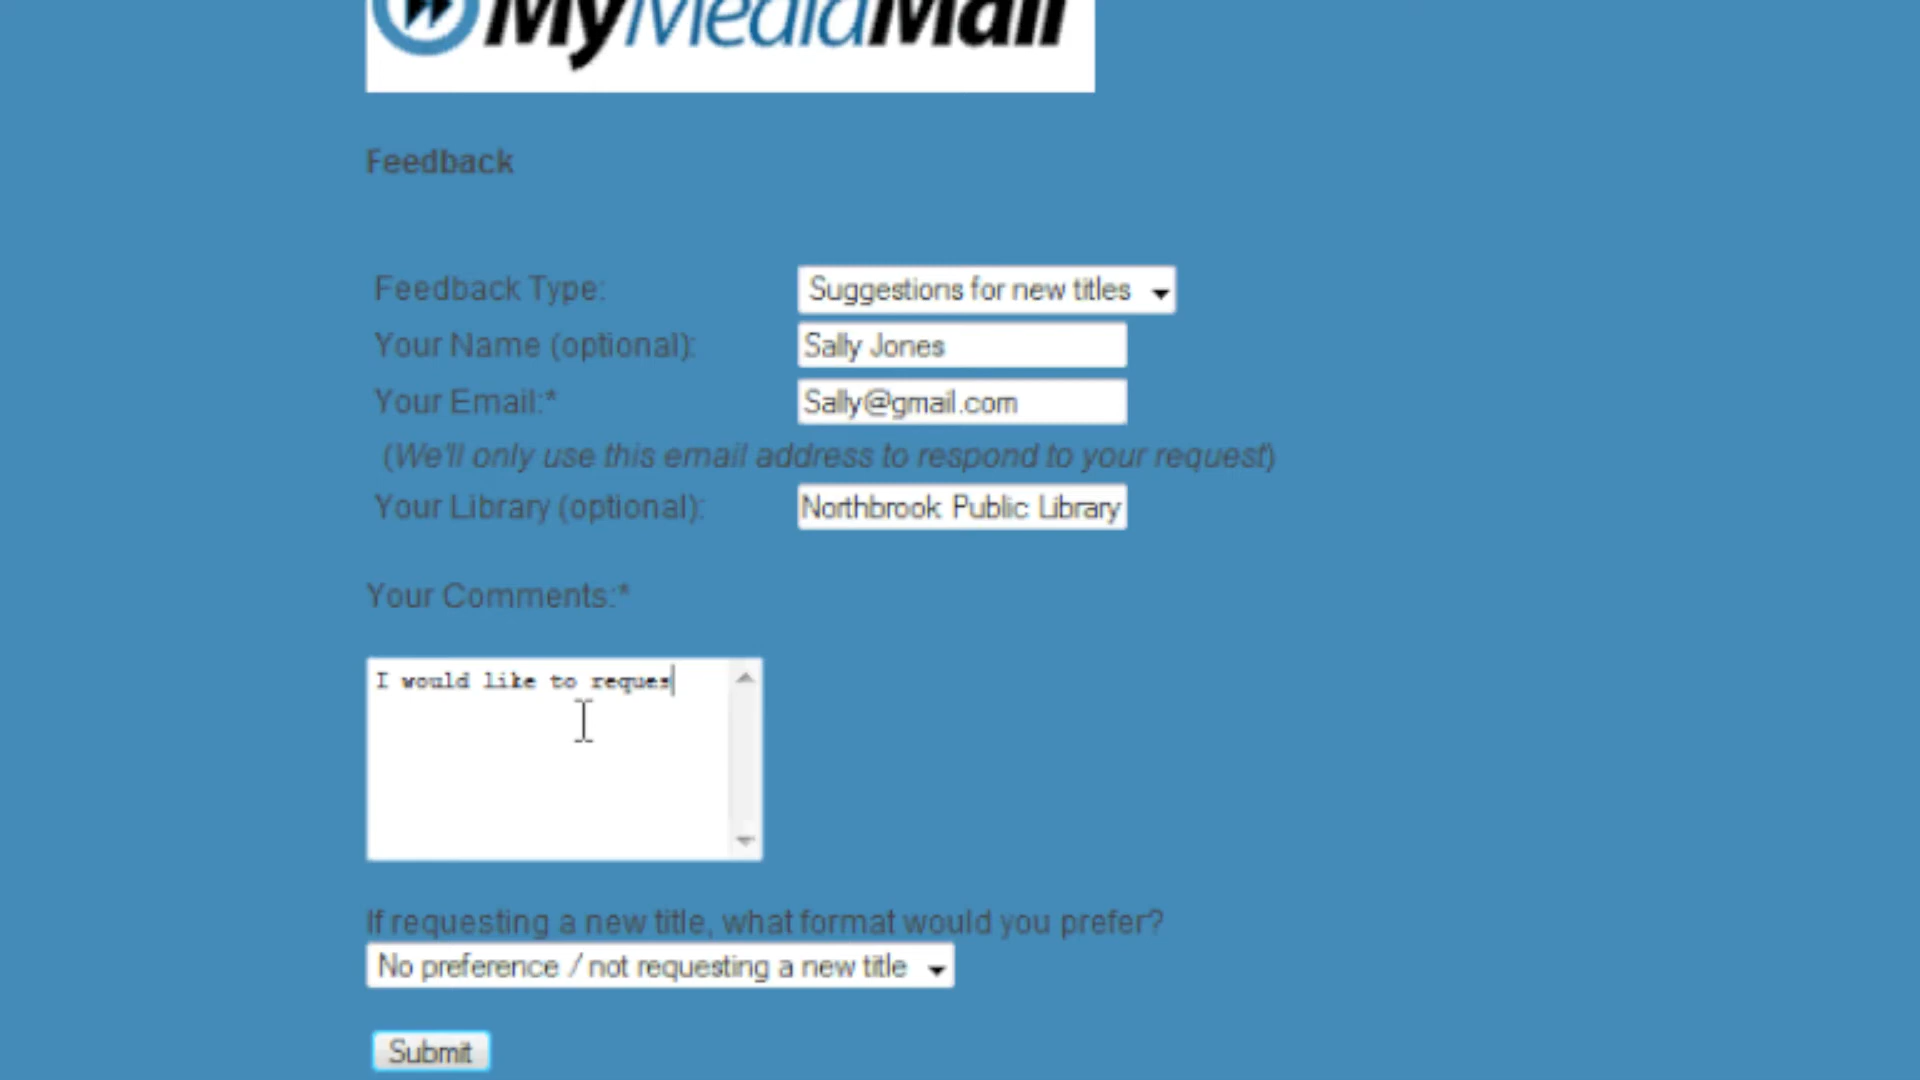 MyMediaMall
Feedback
Feedback Type: Suggestions for new titles
Your Name (optional): Sally Jones
Your Email:* Sally@gmail.com
(We'll only use this email address to respond to your request)
Your Library (optional): Northbrook Public Library
Your Comments:*
I would like to reques
If requesting a new title, what format would you prefer?
No preference / not requesting a new title
Submit